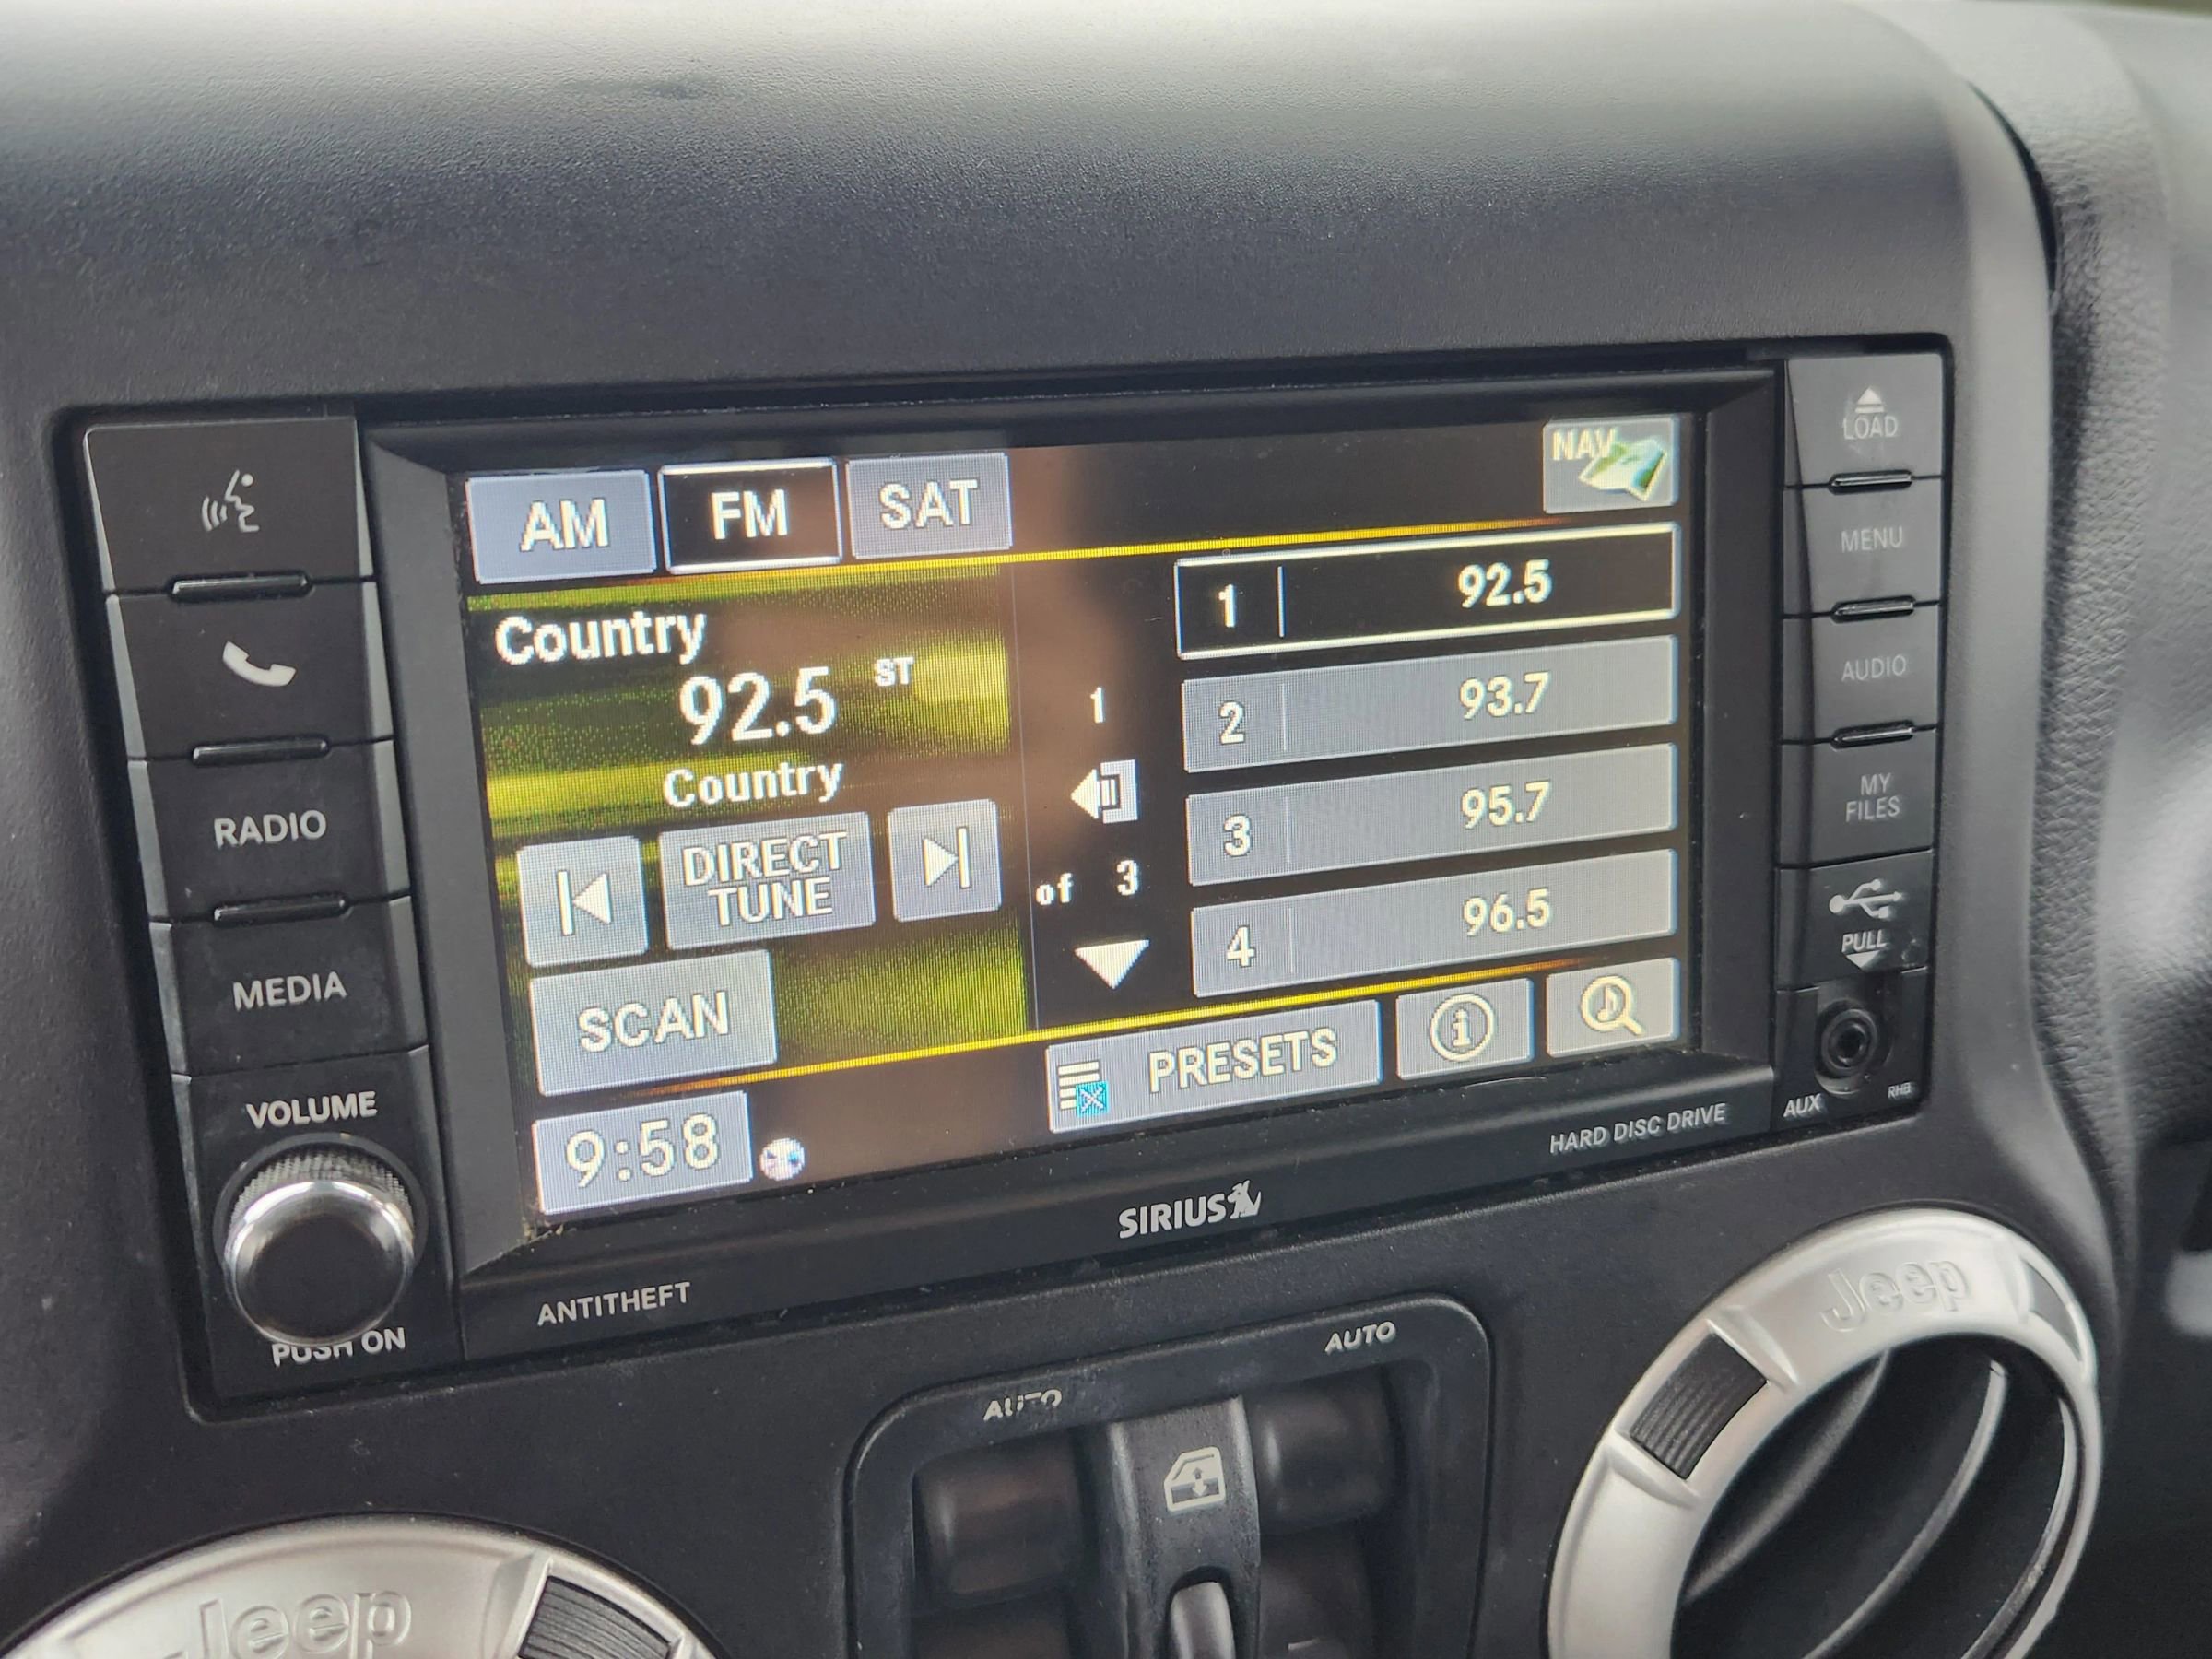 LOAD
MENU
AUDIO
MY
FILES
PULL
AUX
RHB
RADIO
MEDIA
VOLUME
PUSH ON
AM
FM
SAT
NAV
Country
92.5 ST
Country
DIRECT
TUNE
SCAN
9:58
1
of 3
1 92.5
2 93.7
3 95.7
4 96.5
PRESETS
i
HARD DISC DRIVE
SIRIUS
ANTITHEFT
AUTO
AUTO
Jeep
Jeep